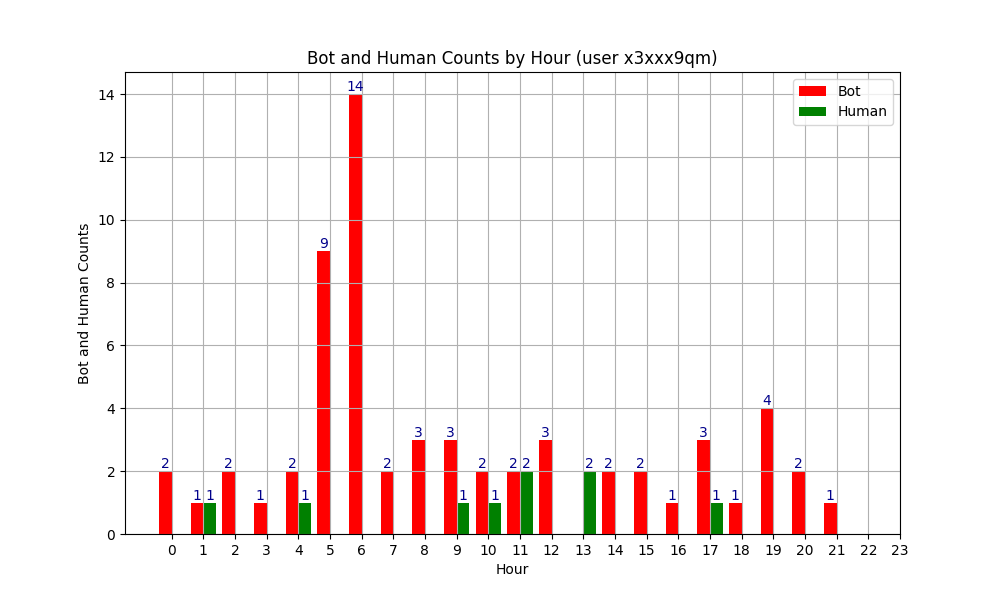 Bot and Human Counts by Hour (user x3xxx9qm)
Bot
Human
Bot and Human Counts
14
12
10
8
6
4
2
0
2 1 1 2 1 2 1 9 14 2 3 3 1 2 1 2 2 3 2 2 2 1 3 1 1 4 2 1
0 1 2 3 4 5 6 7 8 9 10 11 12 13 14 15 16 17 18 19 20 21 22 23
Hour